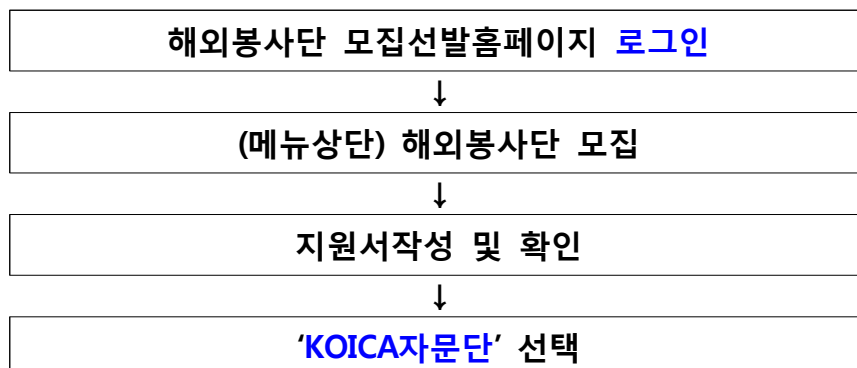 해외봉사단 모집선발홈페이지 로그인
↓
(메뉴상단) 해외봉사단 모집
↓
지원서작성 및 확인
↓
‘KOICA자문단’ 선택